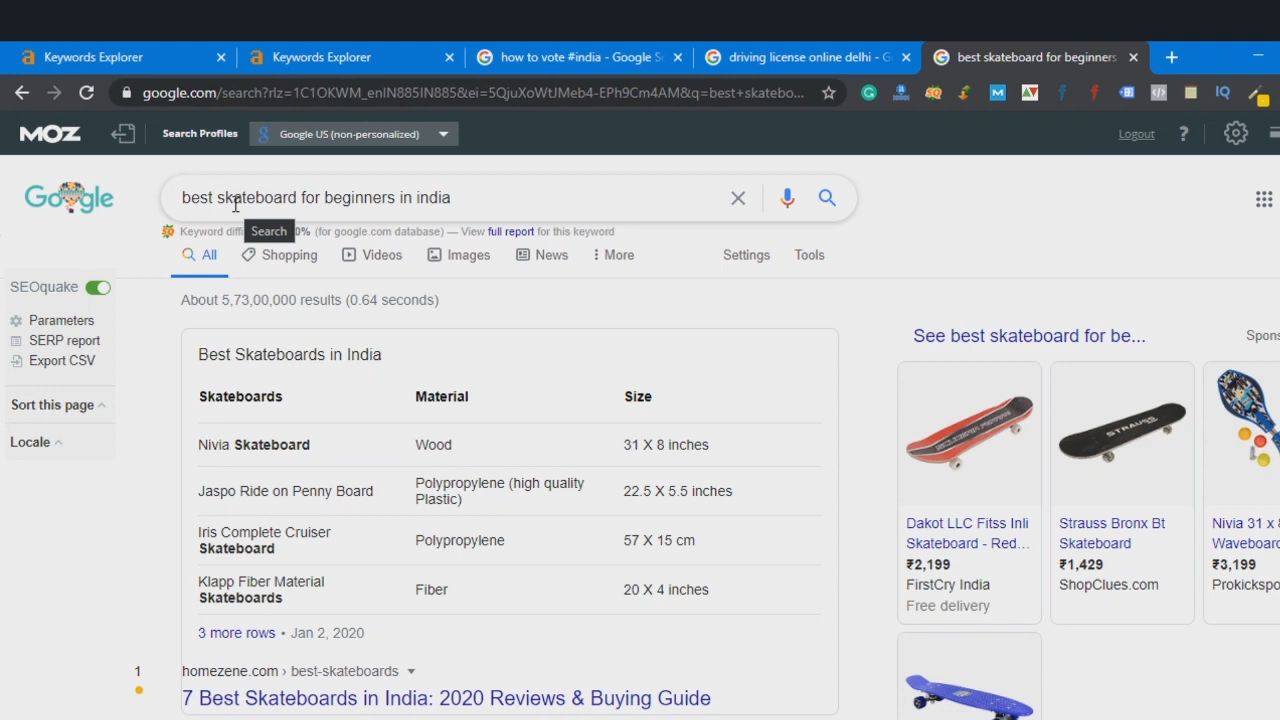 Keywords Explorer
Keywords Explorer
how to vote #india - Google S
driving license online delhi - G
best skateboard for beginners
google.com/search?rlz=1C1OKWM_enIN885IN885&ei=5QjuXoWtJMeb4-EPh9Cm4AM&q=best+skatebo...
IQ
MOZ
Search Profiles
Google US (non-personalized)
Logout
?
Google
best skateboard for beginners in india
Keyword diffi
Search
0% (for google.com database) — View full report for this keyword
All
Shopping
Videos
Images
News
More
Settings
Tools
SEOquake
Parameters
SERP report
Export CSV
Sort this page
Locale
About 5,73,00,000 results (0.64 seconds)
Best Skateboards in India
Skateboards Material Size
Nivia Skateboard Wood 31 X 8 inches
Jaspo Ride on Penny Board Polypropylene (high quality
Plastic) 22.5 X 5.5 inches
Iris Complete Cruiser
Skateboard Polypropylene 57 X 15 cm
Klapp Fiber Material
Skateboards Fiber 20 X 4 inches
3 more rows • Jan 2, 2020
1
homezene.com › best-skateboards
7 Best Skateboards in India: 2020 Reviews & Buying Guide
See best skateboard for be...
Spons
STRAUSS
Dakot LLC Fitss Inli
Skateboard - Red...
₹2,199
FirstCry India
Free delivery
Strauss Bronx Bt
Skateboard
₹1,429
ShopClues.com
Nivia 31 x 8
Waveboard
₹3,199
Prokickspo